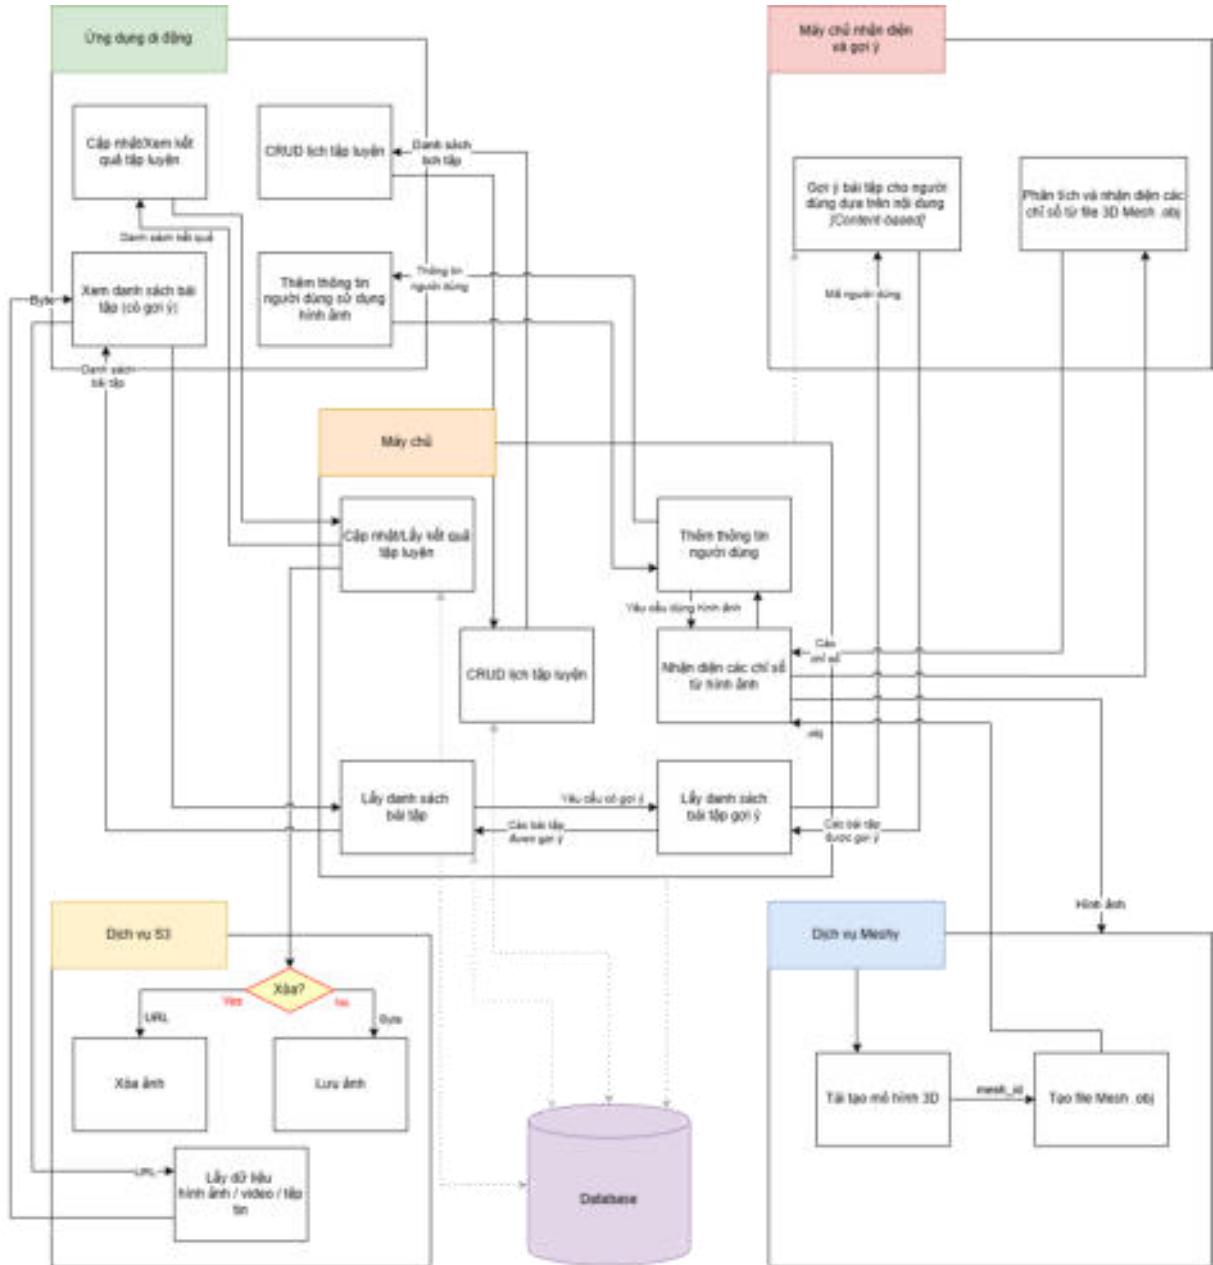 Ứng dụng di động
Máy chủ nhận diện
và gợi ý
Cập nhật/Xem kết
quả tập luyện
CRUD lịch tập luyện
Danh sách
lịch tập
Gợi ý bài tập cho người
dùng dựa trên nội dung
[Content-based]
Phân tích và nhận diện các
chỉ số từ file 3D Mesh .obj
Danh sách kết quả
Byte
Xem danh sách bài
tập (có gợi ý)
Thêm thông tin
người dùng sử dụng
hình ảnh
Thông tin
người dùng
Mã người dùng
Danh sách
bài tập
Máy chủ
Cập nhật/Lấy kết quả
tập luyện
Thêm thông tin
người dùng
Yêu cầu dùng hình ảnh
CRUD lịch tập luyện
Nhận diện các chỉ số
từ hình ảnh
Các
chỉ số
.obj
Lấy danh sách
bài tập
Yêu cầu có gợi ý
Các bài tập
được gợi ý
Lấy danh sách
bài tập gợi ý
Các bài tập
được gợi ý
Hình ảnh
Dịch vụ S3
Dịch vụ Meshy
Xóa?
Yes
No
URL
Byte
Xóa ảnh
Lưu ảnh
Tái tạo mô hình 3D
mesh_id
Tạo file Mesh .obj
URL
Lấy dữ liệu
hình ảnh / video / tệp
tin
Database